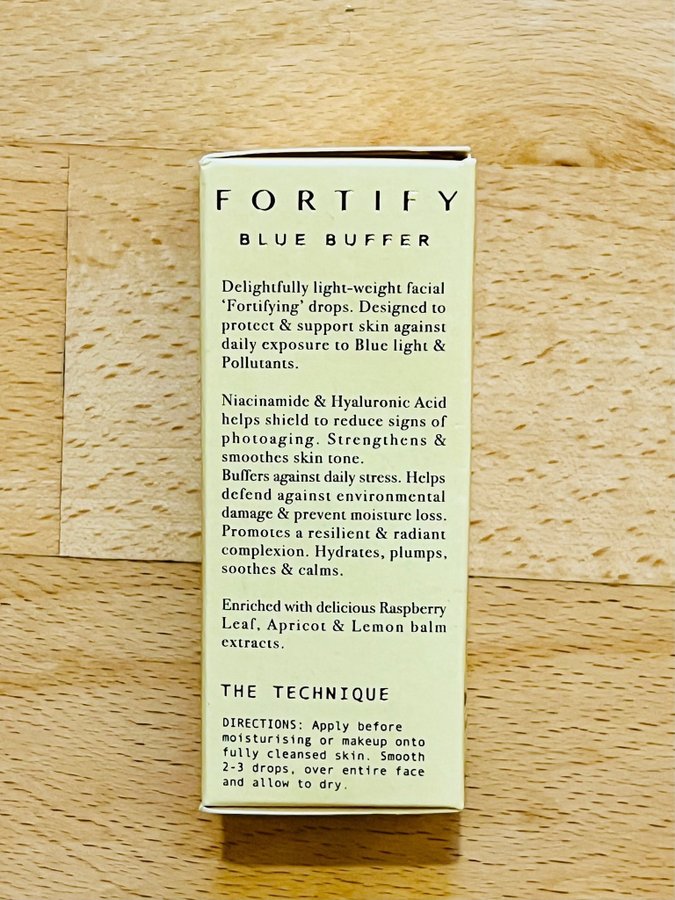 FORTIFY
BLUE BUFFER
Delightfully light-weight facial
‘Fortifying’ drops. Designed to
protect & support skin against
daily exposure to Blue light &
Pollutants.
Niacinamide & Hyaluronic Acid
helps shield to reduce signs of
photoaging. Strengthens &
smoothes skin tone.
Buffers against daily stress. Helps
defend against environmental
damage & prevent moisture loss.
Promotes a resilient & radiant
complexion. Hydrates, plumps,
soothes & calms.
Enriched with delicious Raspberry
Leaf, Apricot & Lemon balm
extracts.
THE TECHNIQUE
DIRECTIONS: Apply before
moisturising or makeup onto
fully cleansed skin. Smooth
2-3 drops, over entire face
and allow to dry.